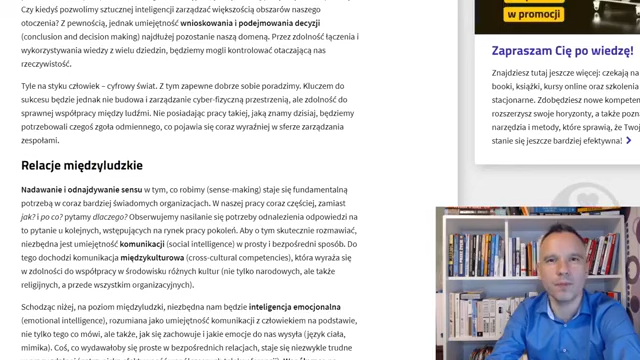 Czy kiedyś pozwolimy sztucznej inteligencji zarządzać większością obszarów naszego
otoczenia? Z pewnością, jednak umiejętność wnioskowania i podejmowania decyzji
(conclusion and decision making) najdłużej pozostanie naszą domeną. Przez zdolność łączenia i
wykorzystywania wiedzy z wielu dziedzin, będziemy mogli kontrolować otaczającą nas
rzeczywistość.
Tyle na styku człowiek – cyfrowy świat. Z tym zapewne dobrze sobie poradzimy. Kluczem do
sukcesu będzie jednak nie budowa i zarządzanie cyber-fizyczną przestrzenią, ale zdolność do
sprawnej współpracy między ludźmi. Nie posiadając pracy takiej, jaką znamy dzisiaj, będziemy
potrzebowali czegoś zgoła odmiennego, co pojawia się coraz wyraźniej w sferze zarządzania
zespołami.
Relacje międzyludzkie
Nadawanie i odnajdywanie sensu w tym, co robimy (sense-making) staje się fundamentalną
potrzebą w coraz bardziej świadomych organizacjach. W naszej pracy coraz częściej, zamiast
jak? i po co? pytamy dlaczego? Obserwujemy nasilanie się potrzeby odnalezienia odpowiedzi na
to pytanie u kolejnych, wstępujących na rynek pracy pokoleń. Aby o tym skutecznie rozmawiać,
niezbędna jest umiejętność komunikacji (social intelligence) w prosty i bezpośredni sposób. Do
tego dochodzi komunikacja międzykulturowa (cross-cultural competencies), która wyraża się
w zdolności do współpracy w środowisku różnych kultur (nie tylko narodowych, ale także
religijnych, a przede wszystkim organizacyjnych).
Schodząc niżej, na poziom międzyludzki, niezbędna nam będzie inteligencja emocjonalna
(emotional intelligence), rozumiana jako umiejętność komunikacji z człowiekiem na podstawie,
nie tylko tego co mówi, ale także, jak się zachowuje i jakie emocje do nas wysyła (język ciała,
mimika). Coś, co wydawałoby się proste w bezpośrednich relacjach, staje się niezwykle trudne
w promocji
Zapraszam Cię po wiedzę!
Znajdziesz tutaj jeszcze więcej: czekają na
booki, książki, kursy online oraz szkolenia
stacjonarne. Zdobędziesz nowe kompeten
rozszerzysz swoje horyzonty, a także pozna
narzędzia i metody, które sprawią, że Twoj
stanie się jeszcze bardziej efektywna!